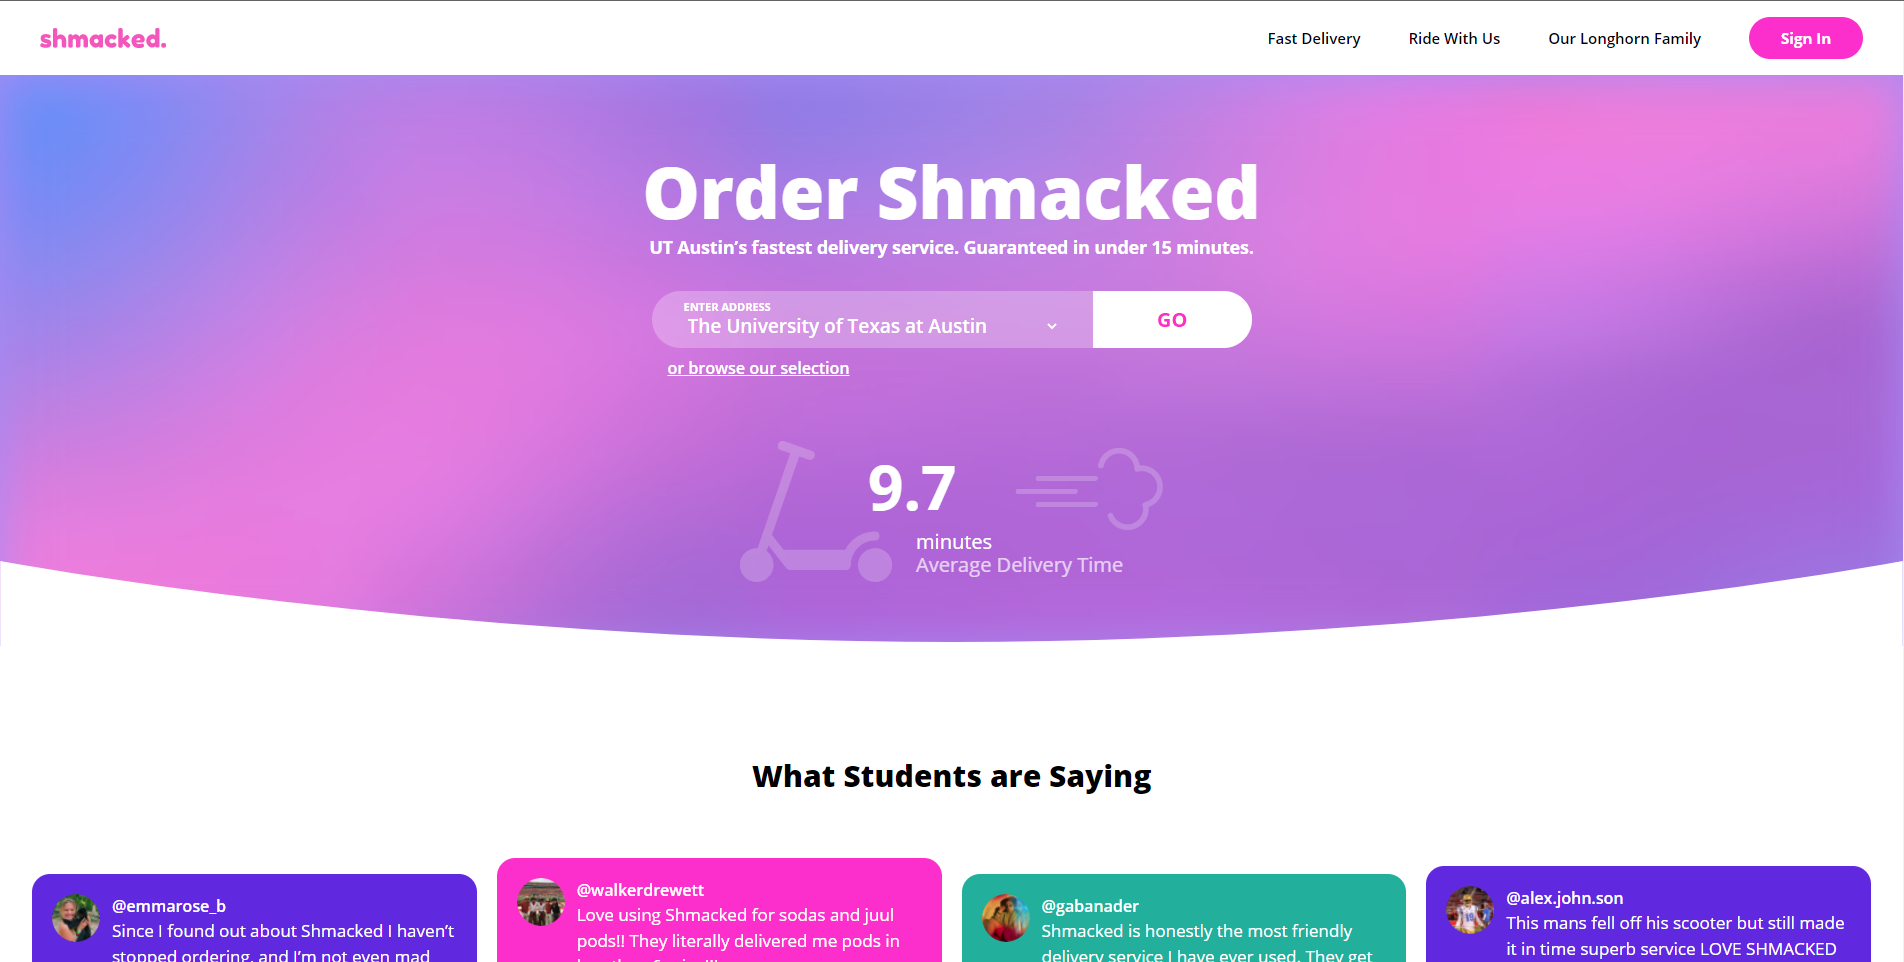 shmacked.
Fast Delivery
Ride With Us
Our Longhorn Family
Sign In
Order Shmacked
UT Austin’s fastest delivery service. Guaranteed in under 15 minutes.
ENTER ADDRESS
The University of Texas at Austin
GO
or browse our selection
9.7
minutes
Average Delivery Time
What Students are Saying
@emmarose_b
Since I found out about Shmacked I haven’t
stopped ordering, and I’m not even mad
@walkerdrewett
Love using Shmacked for sodas and juul
pods!! They literally delivered me pods in
@gabanader
Shmacked is honestly the most friendly
delivery service I have ever used. They get
@alex.john.son
This mans fell off his scooter but still made
it in time superb service LOVE SHMACKED